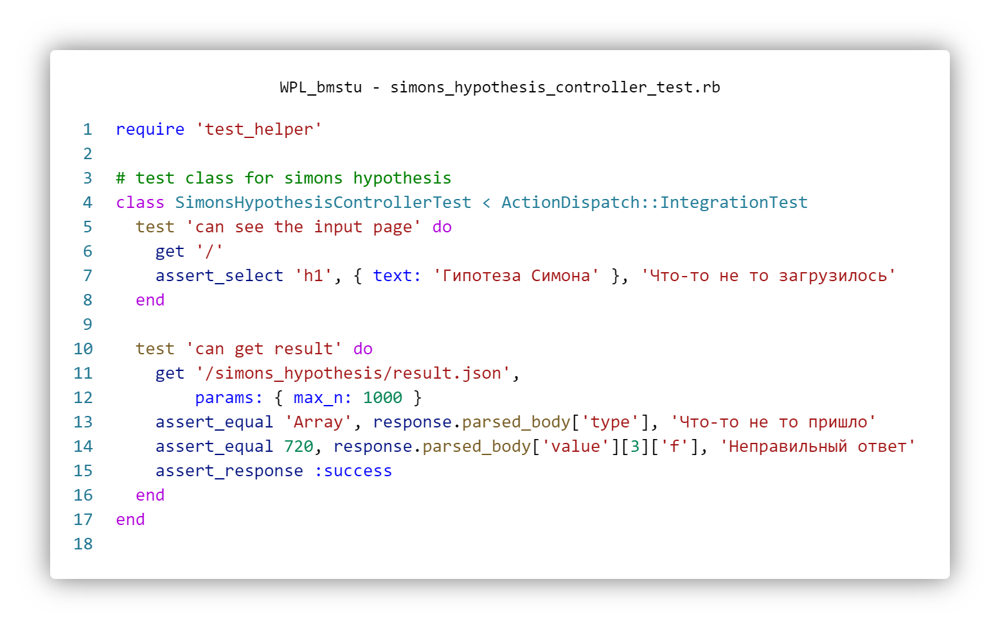 WPL_bmstu - simons_hypothesis_controller_test.rb
1 require 'test_helper'
2
3 # test class for simons hypothesis
4 class SimonsHypothesisControllerTest < ActionDispatch::IntegrationTest
5   test 'can see the input page' do
6     get '/'
7     assert_select 'h1', { text: 'Гипотеза Симона' }, 'Что-то не то загрузилось'
8   end
9
10   test 'can get result' do
11     get '/simons_hypothesis/result.json',
12         params: { max_n: 1000 }
13     assert_equal 'Array', response.parsed_body['type'], 'Что-то не то пришло'
14     assert_equal 720, response.parsed_body['value'][3]['f'], 'Неправильный ответ'
15     assert_response :success
16   end
17 end
18